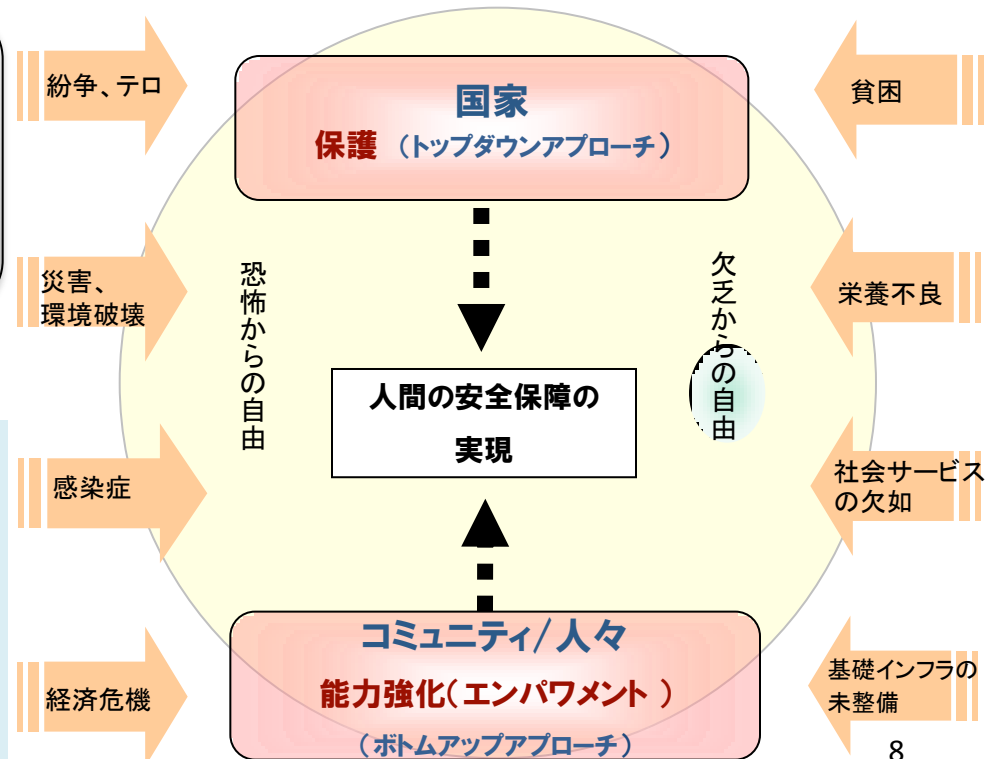 紛争、テロ
災害、
環境破壊
感染症
経済危機
国家
保護 (トップダウンアプローチ)
恐怖からの自由
欠乏からの自由
人間の安全保障の
実現
コミュニティ/人々
能力強化(エンパワメント)
(ボトムアップアプローチ)
貧困
栄養不良
社会サービス
の欠如
基礎インフラの
未整備
8